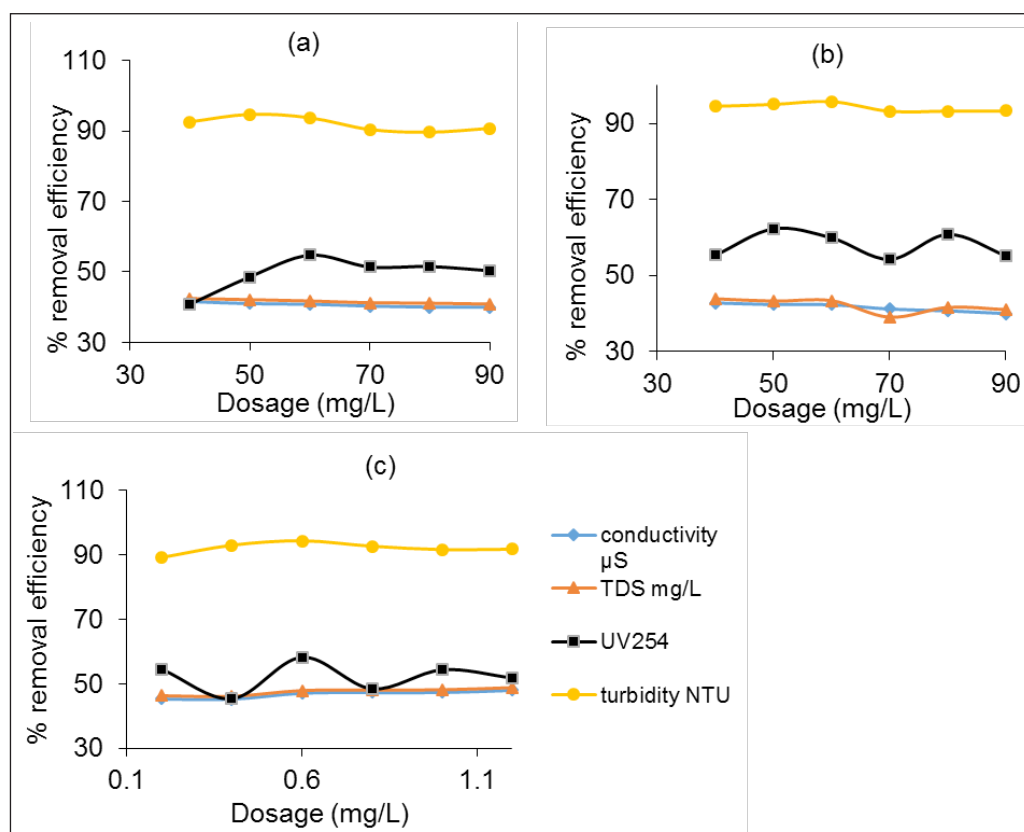 (a)
% removal efficiency
110
90
70
50
30
30 50 70 90
Dosage (mg/L)
(b)
% removal efficiency
90
70
50
30
30 50 70 90
Dosage (mg/L)
(c)
% removal efficiency
110
90
70
50
30
0.1 0.6 1.1
Dosage (mg/L)
conductivity
µS
TDS mg/L
UV254
turbidity NTU